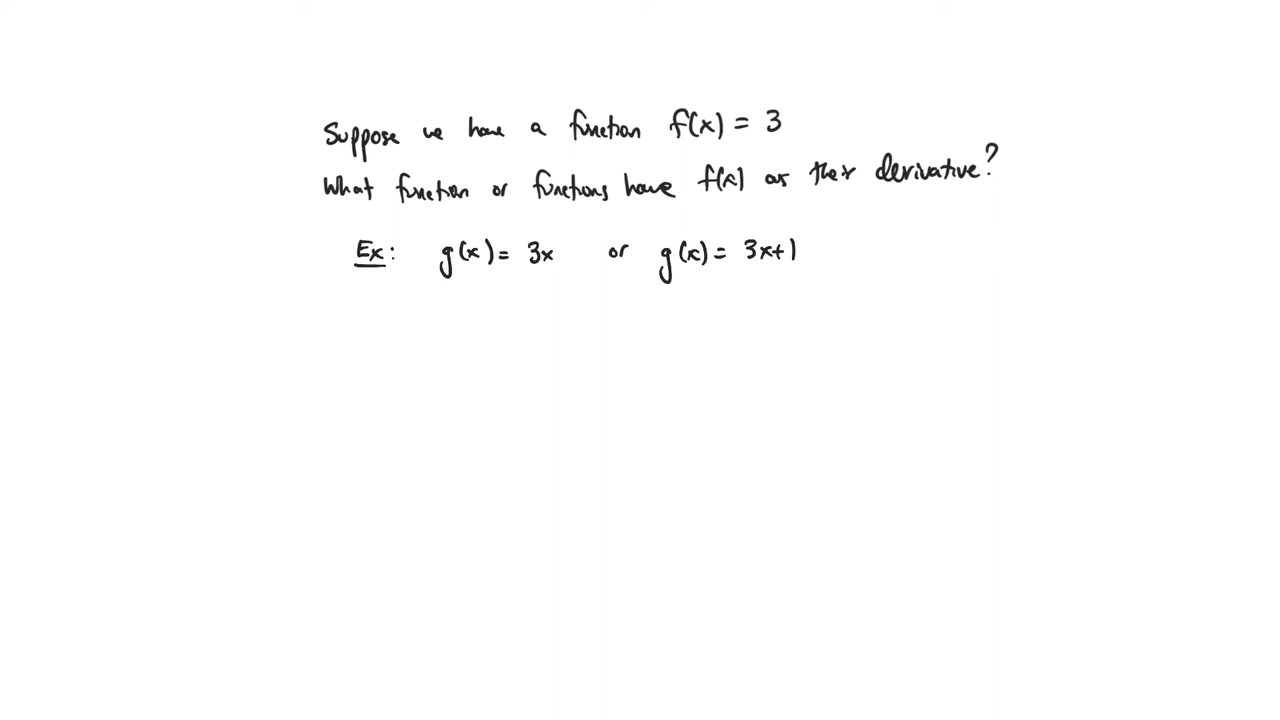 Suppose we have a function f(x) = 3
What function or functions have f(x) as their derivative?
Ex: g(x) = 3x or g(x) = 3x+1